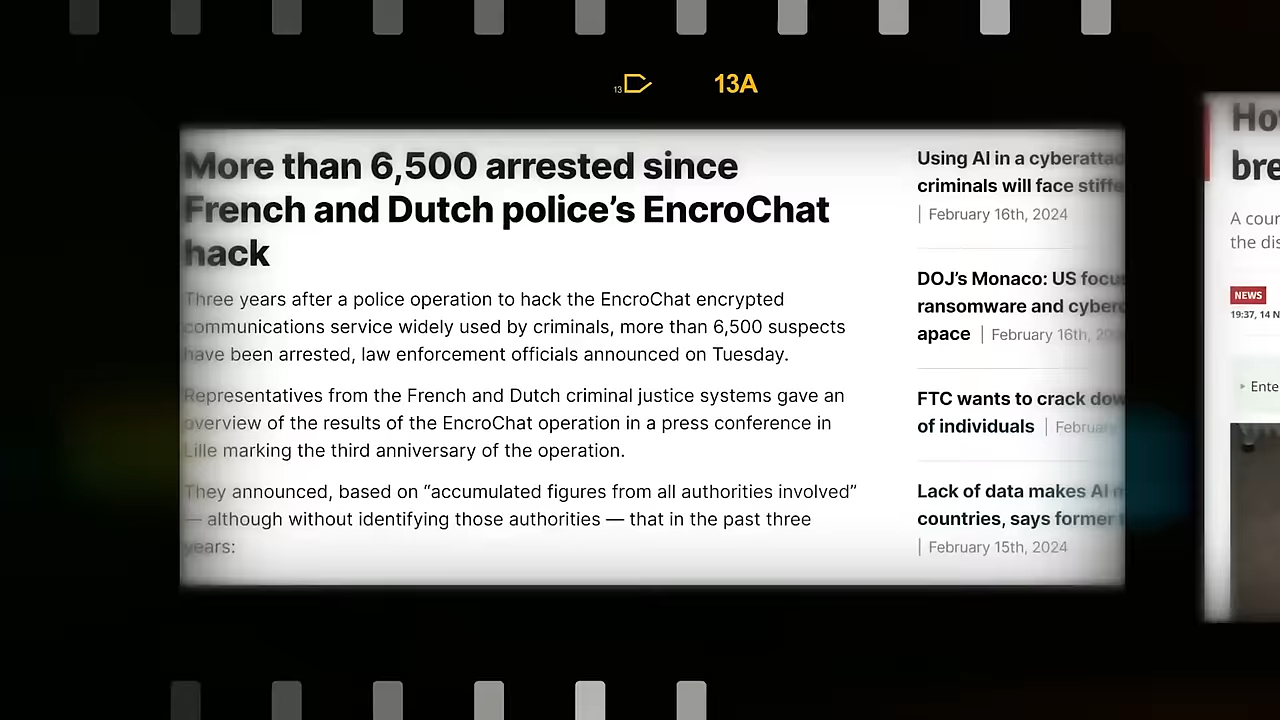 13
13A
More than 6,500 arrested since
French and Dutch police’s EncroChat
hack
Three years after a police operation to hack the EncroChat encrypted
communications service widely used by criminals, more than 6,500 suspects
have been arrested, law enforcement officials announced on Tuesday.
Representatives from the French and Dutch criminal justice systems gave an
overview of the results of the EncroChat operation in a press conference in
Lille marking the third anniversary of the operation.
They announced, based on “accumulated figures from all authorities involved”
— although without identifying those authorities — that in the past three
years:
Using AI in a
criminals will face
| February 16th, 2024
DOJ’s Monaco: US
ransomware and
apace | February 16th,
FTC wants to crack
of individuals |
Lack of data makes AI
countries, says former
| February 15th, 2024
A
the
NEWS
19:37, 14